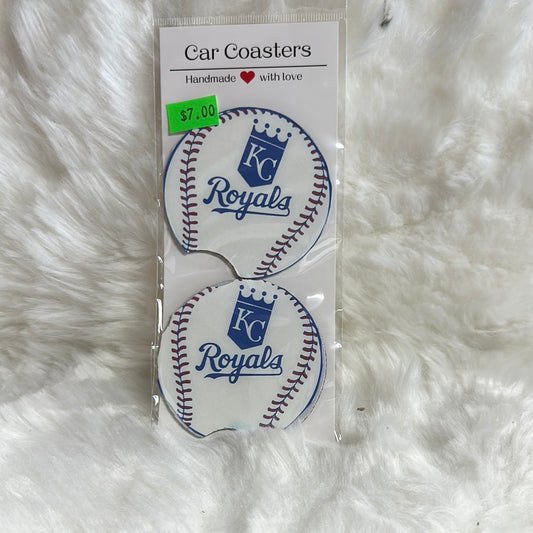 Car Coasters
Handmade with love
$7.00
KC
Royals
KC
Royals